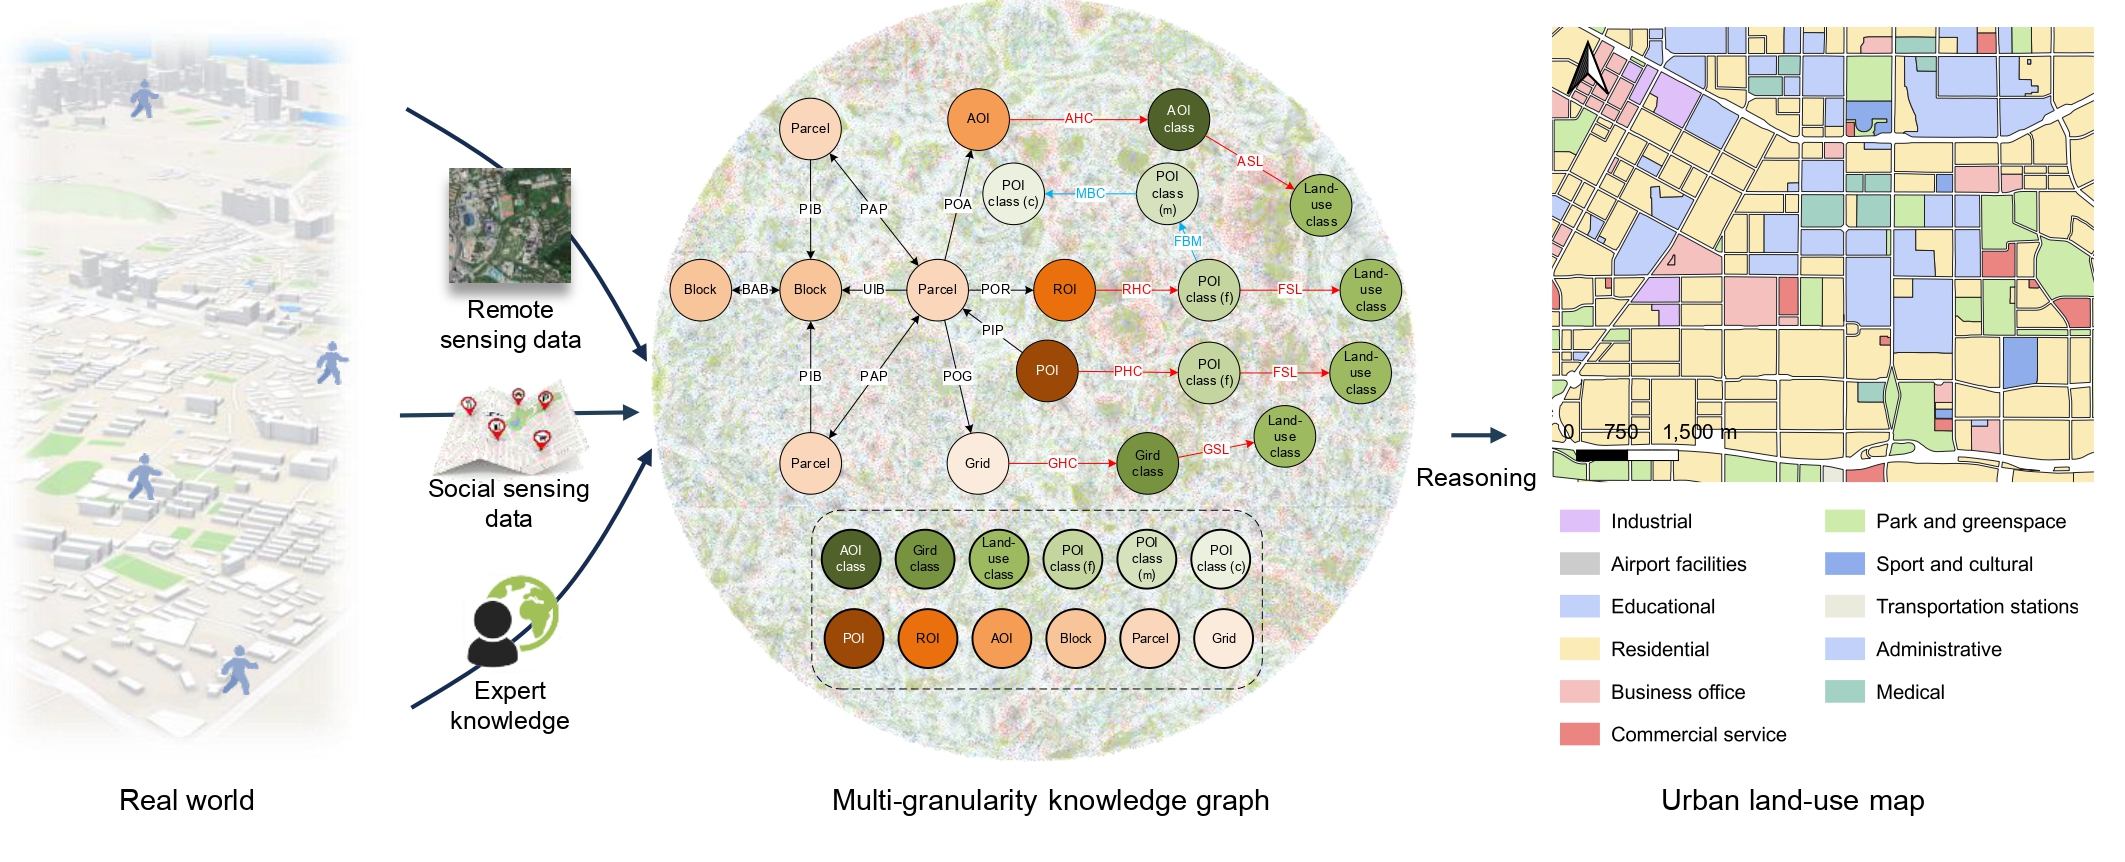 Remote
sensing data
Social sensing
data
Expert
knowledge
Real world
Parcel
AOI
AHC
AOI
class
ASL
Land-
use
class
PIB
PAP
POA
POI
class (c)
MBC
POI
class
(m)
FBM
Block
BAB
Block
UIB
Parcel
POR
ROI
RHC
POI
class (f)
FSL
Land-
use
class
PIP
PIB
PAP
POG
POI
PHC
POI
class (f)
FSL
Land-
use
class
Parcel
Grid
GHC
Gird
class
GSL
Land-
use
class
AOI
class
Gird
class
Land-
use
class
POI
class (f)
POI
class
(m)
POI
class (c)
POI
ROI
AOI
Block
Parcel
Grid
Multi-granularity knowledge graph
Reasoning
0 750 1,500 m
Industrial
Airport facilities
Educational
Residential
Business office
Commercial service
Park and greenspace
Sport and cultural
Transportation stations
Administrative
Medical
Urban land-use map